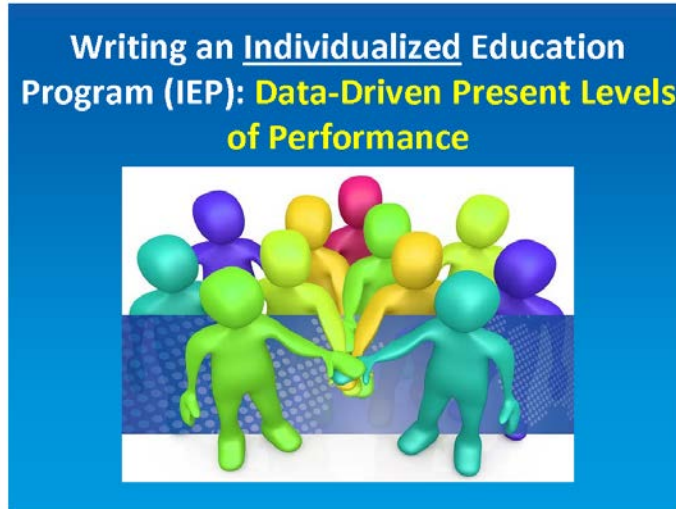 Writing an Individualized Education
Program (IEP): Data-Driven Present Levels
of Performance